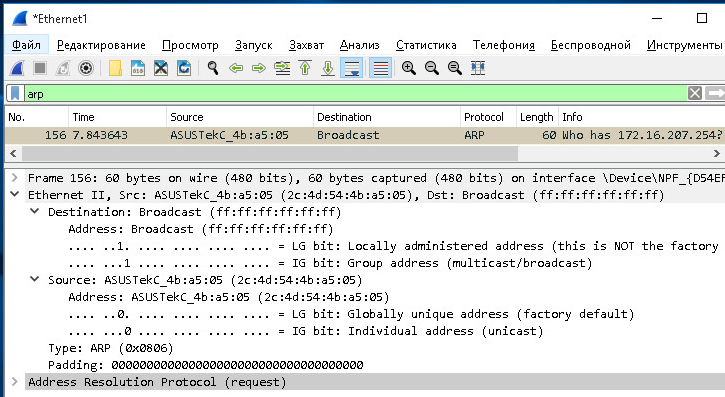 *Ethernet1
Файл Редактирование Просмотр Запуск Захват Анализ Статистика Телефония Беспроводной Инструменты
arp
No. Time Source Destination Protocol Length Info
156 7.843643 ASUSTekC_4b:a5:05 Broadcast ARP 60 Who has 172.16.207.254?
Frame 156: 60 bytes on wire (480 bits), 60 bytes captured (480 bits) on interface \Device\NPF_{D54EF
Ethernet II, Src: ASUSTekC_4b:a5:05 (2c:4d:54:4b:a5:05), Dst: Broadcast (ff:ff:ff:ff:ff:ff)
Destination: Broadcast (ff:ff:ff:ff:ff:ff)
Address: Broadcast (ff:ff:ff:ff:ff:ff)
.... ..1. .... .... .... .... = LG bit: Locally administered address (this is NOT the factory
.... ...1 .... .... .... .... = IG bit: Group address (multicast/broadcast)
Source: ASUSTekC_4b:a5:05 (2c:4d:54:4b:a5:05)
Address: ASUSTekC_4b:a5:05 (2c:4d:54:4b:a5:05)
.... ..0. .... .... .... .... = LG bit: Globally unique address (factory default)
.... ...0 .... .... .... .... = IG bit: Individual address (unicast)
Type: ARP (0x0806)
Padding: 000000000000000000000000000000000000
Address Resolution Protocol (request)